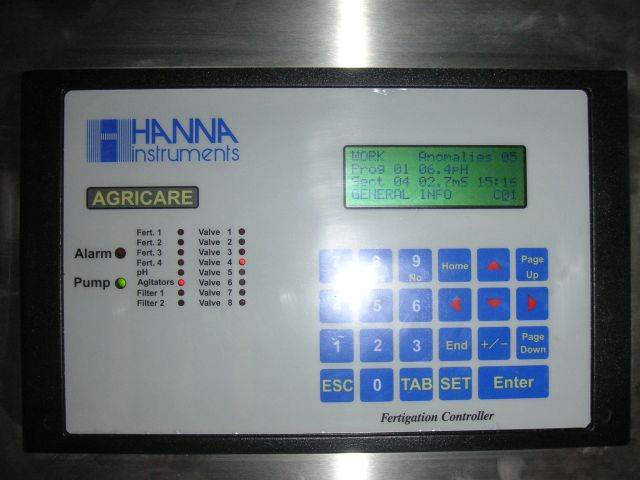 HANNA
instruments
AGRICARE
WORK Anomalies 05
Prog 01 06.4pH
Sect 04 02.7mS 15:16
GENERAL INFO C01
Alarm
Pump
Fert. 1
Fert. 2
Fert. 3
Fert. 4
pH
Agitators
Filter 1
Filter 2
Valve 1
Valve 2
Valve 3
Valve 4
Valve 5
Valve 6
Valve 7
Valve 8
9 Home Page Up
No
5 6
1 2 3 End +/- Page Down
ESC 0 TAB SET Enter
Fertigation Controller